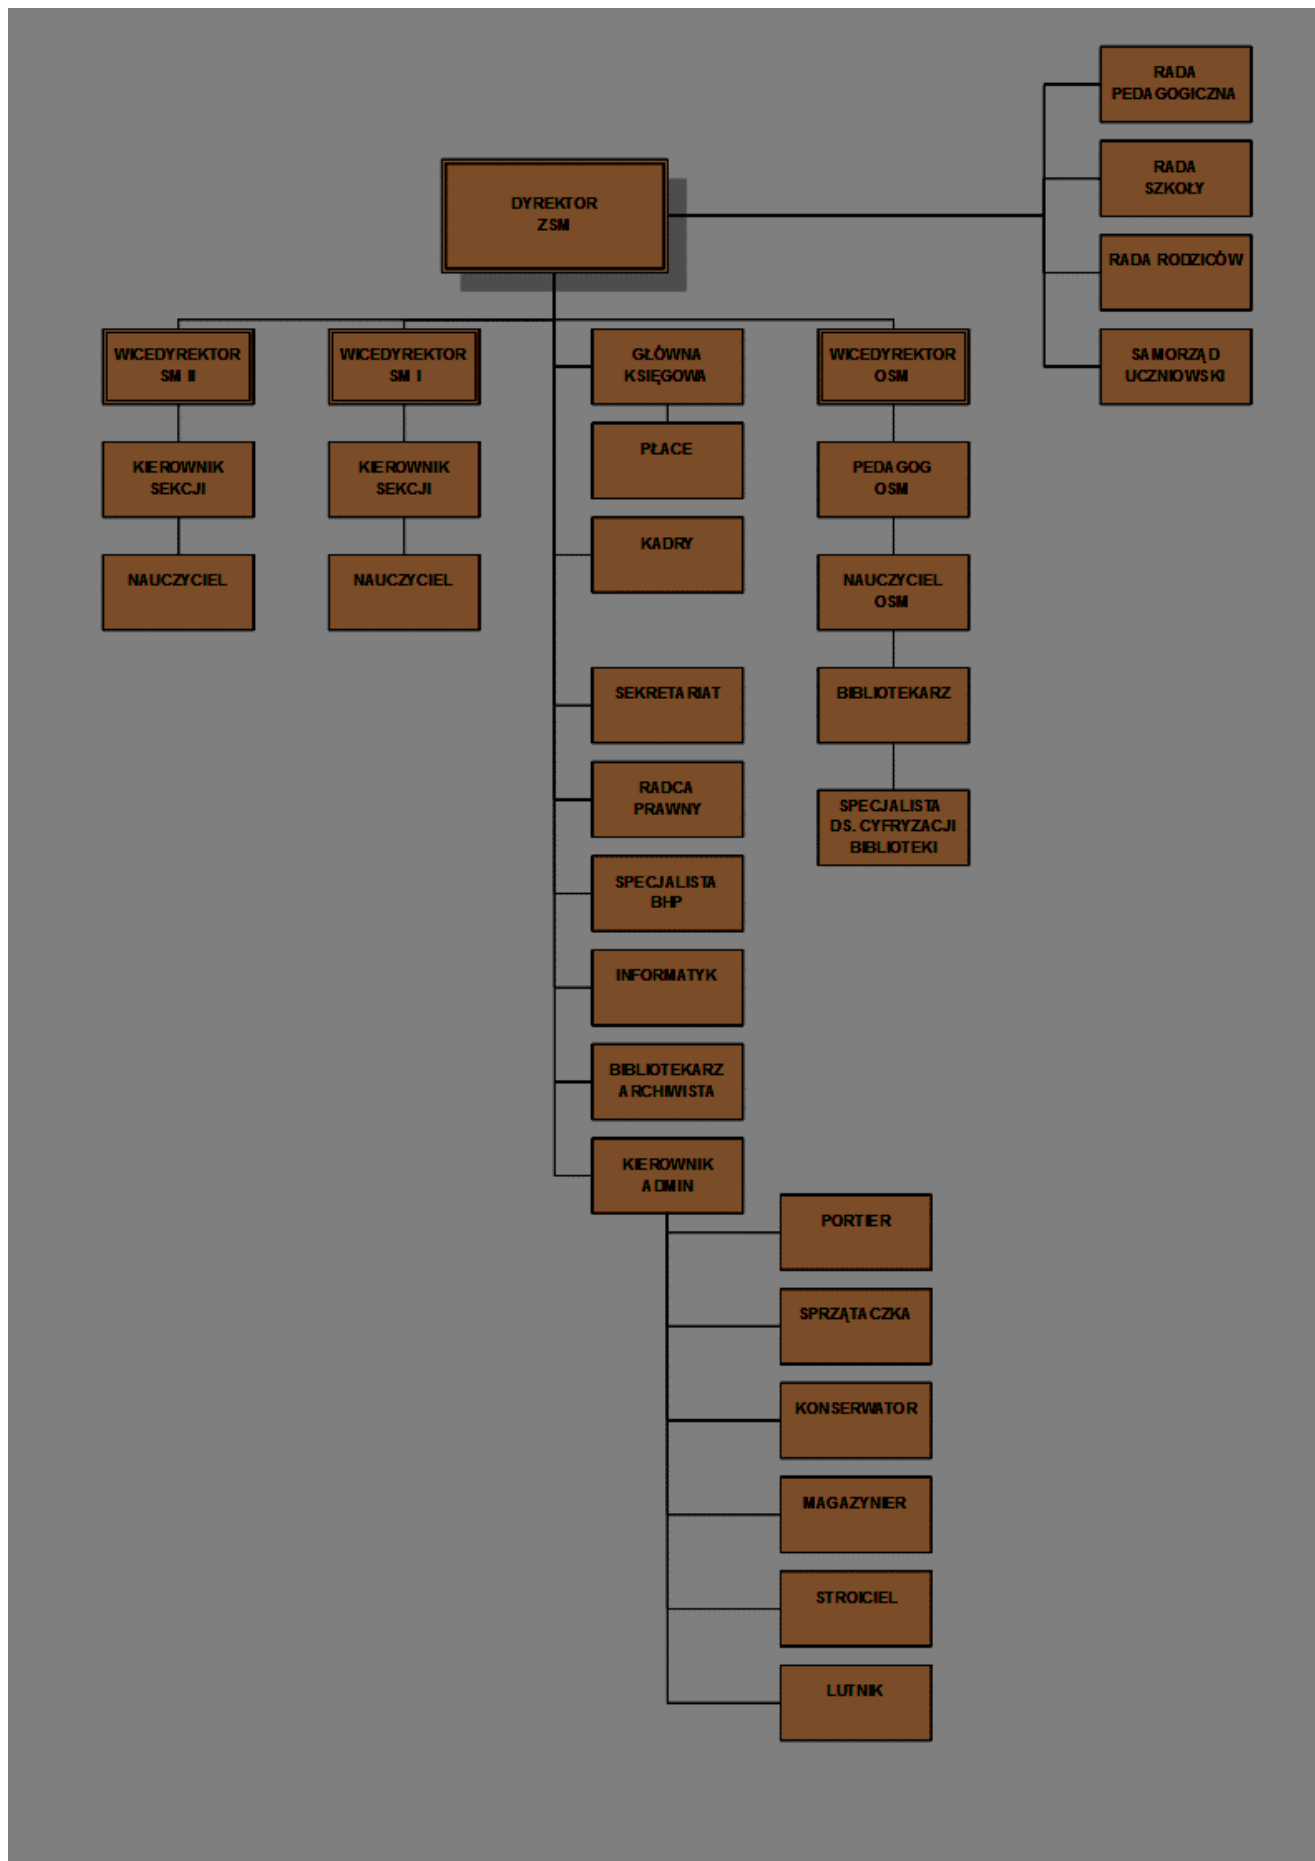 RADA
PEDAGOGICZNA
RADA
SZKOŁY
DYREKTOR
ZSM
RADA RODZICÓW
WICEDYREKTOR
SM II
WICEDYREKTOR
SM I
GŁÓWNA
KSIĘGOWA
WICEDYREKTOR
OSM
SAMORZĄD
UCZNIOWSKI
KIEROWNIK
SEKCJI
KIEROWNIK
SEKCJI
PŁACE
PEDAGOG
OSM
NAUCZYCIEL
NAUCZYCIEL
KADRY
NAUCZYCIEL
OSM
SEKRETARIAT
BIBLIOTEKARZ
RADCA
PRAWNY
SPECJALISTA
DS. CYFRYZACJI
BIBLIOTEKI
SPECJALISTA
BHP
INFORMATYK
BIBLIOTEKARZ
ARCHIWISTA
KIEROWNIK
ADMIN
PORTIER
SPRZĄTACZKA
KONSERWATOR
MAGAZYNIER
STROICIEL
LUTNIK